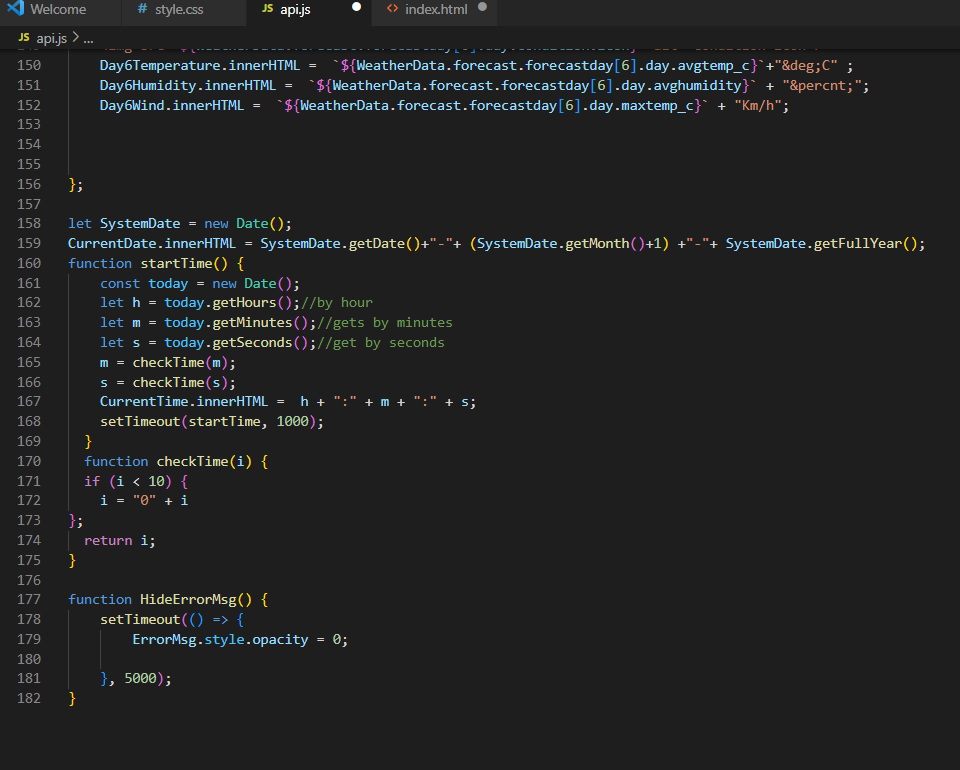 Welcome # style.css JS api.js <> index.html
JS api.js > ...
150 Day6Temperature.innerHTML = `${WeatherData.forecast.forecastday[6].day.avgtemp_c}`+"&deg;C" ;
151 Day6Humidity.innerHTML = `${WeatherData.forecast.forecastday[6].day.avghumidity}` + "&percnt;";
152 Day6Wind.innerHTML = `${WeatherData.forecast.forecastday[6].day.maxtemp_c}` + "Km/h";
153
154
155
156 };
157
158 let SystemDate = new Date();
159 CurrentDate.innerHTML = SystemDate.getDate()+"-"+ (SystemDate.getMonth()+1) +"-"+ SystemDate.getFullYear();
160 function startTime() {
161 const today = new Date();
162 let h = today.getHours();//by hour
163 let m = today.getMinutes();//gets by minutes
164 let s = today.getSeconds();//get by seconds
165 m = checkTime(m);
166 s = checkTime(s);
167 CurrentTime.innerHTML = h + ":" + m + ":" + s;
168 setTimeout(startTime, 1000);
169 }
170 function checkTime(i) {
171 if (i < 10) {
172 i = "0" + i
173 };
174 return i;
175 }
176
177 function HideErrorMsg() {
178 setTimeout(() => {
179 ErrorMsg.style.opacity = 0;
180
181 }, 5000);
182 }